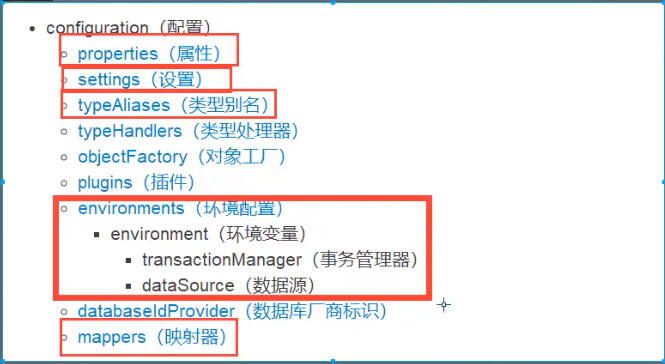 configuration（配置）
properties（属性）
settings（设置）
typeAliases（类型别名）
typeHandlers（类型处理器）
objectFactory（对象工厂）
plugins（插件）
environments（环境配置）
environment（环境变量）
transactionManager（事务管理器）
dataSource（数据源）
databaseIdProvider（数据库厂商标识）
mappers（映射器）